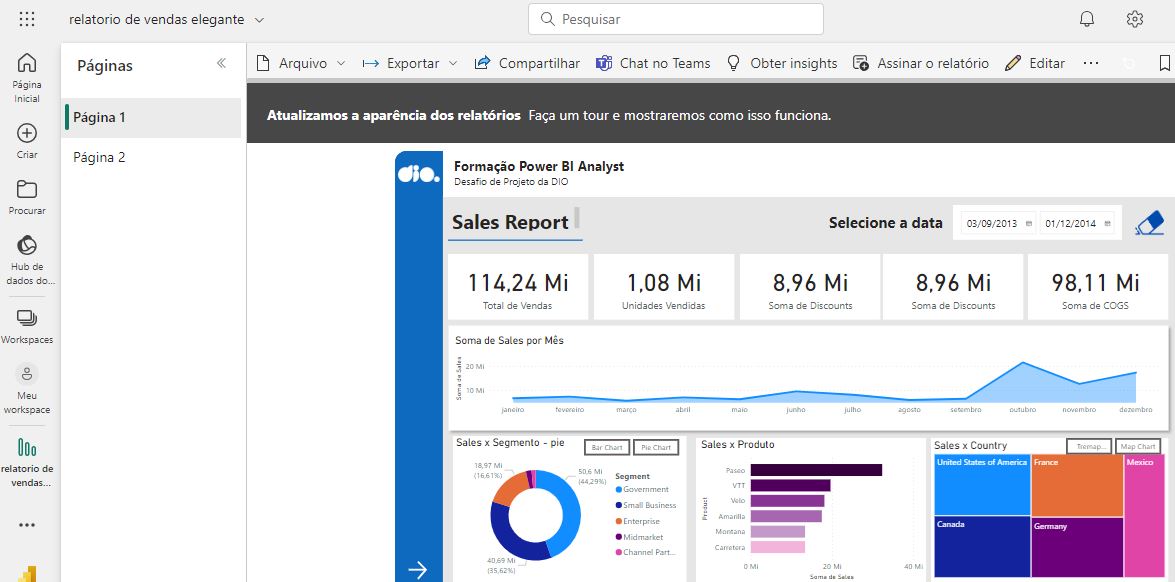 relatorio de vendas elegante
Pesquisar
Página
Inicial
Criar
Procurar
Hub de
dados do...
Workspaces
Meu
workspace
relatorio de
vendas...
Páginas
Página 1
Página 2
Arquivo
Exportar
Compartilhar
Chat no Teams
Obter insights
Assinar o relatório
Editar
Atualizamos a aparência dos relatórios Faça um tour e mostraremos como isso funciona.
dio.
Formação Power BI Analyst
Desafio de Projeto da DIO
Sales Report
Selecione a data
03/09/2013
01/12/2014
114,24 Mi
Total de Vendas
1,08 Mi
Unidades Vendidas
8,96 Mi
Soma de Discounts
8,96 Mi
Soma de Discounts
98,11 Mi
Soma de COGS
Soma de Sales por Mês
Soma de Sales
20 Mi
10 Mi
janeiro fevereiro março abril maio junho julho agosto setembro outubro novembro dezembro
Sales x Segmento - pie
Bar Chart
Pie Chart
18,97 Mi
(16,61%)
50,6 Mi
(44,29%)
40,69 Mi
(35,62%)
Segment
Government
Small Business
Enterprise
Midmarket
Channel Part...
Sales x Produto
Product
Paseo
VTT
Velo
Amarilla
Montana
Carretera
0 Mi 20 Mi 40 Mi
Soma de Sales
Sales x Country
Tremap...
Map Chart
United States of America
France
Mexico
Canada
Germany